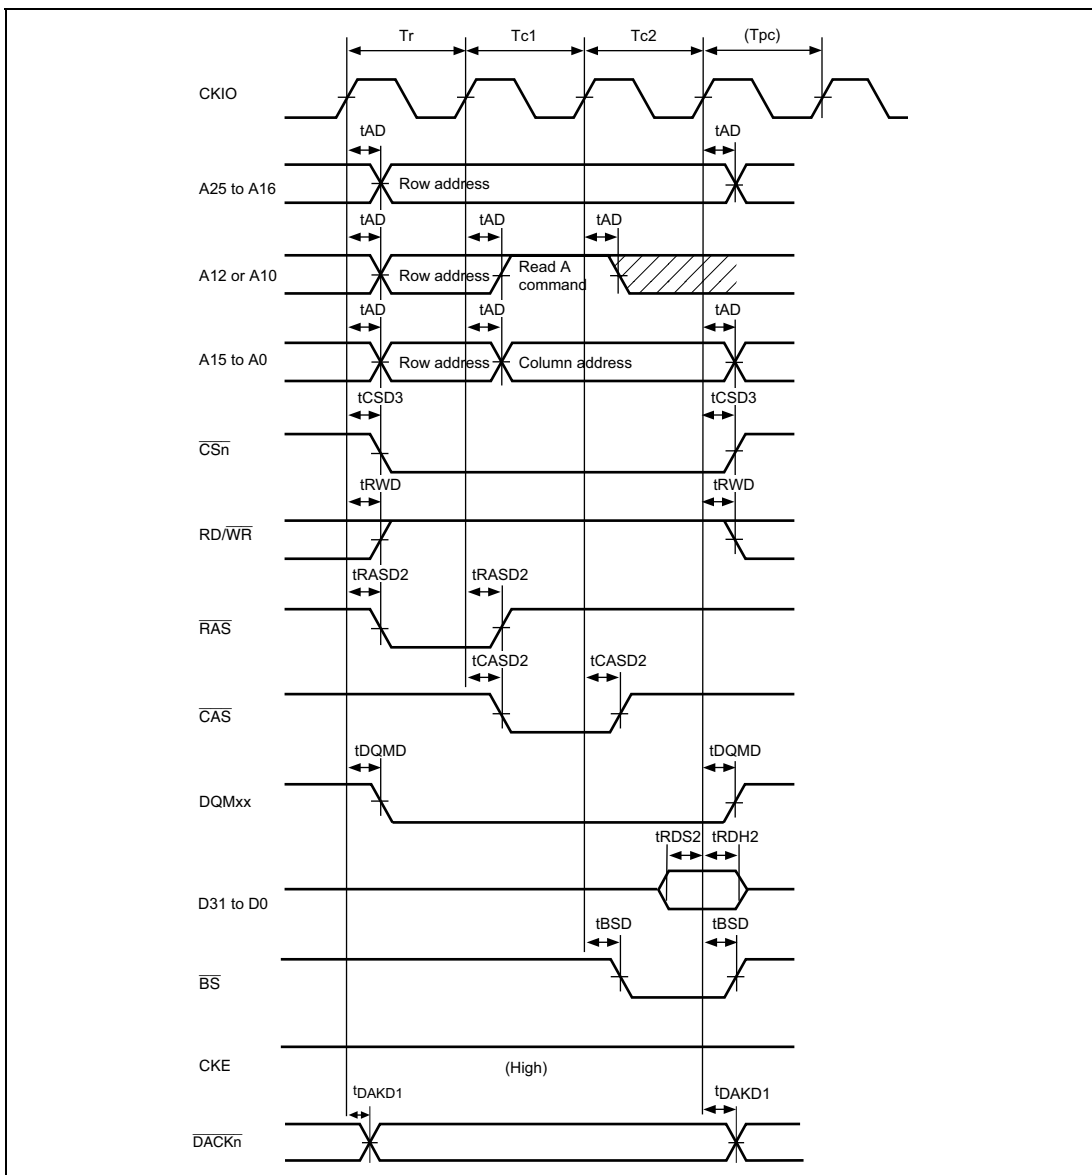 Tr Tc1 Tc2 (Tpc)
CKIO
tAD tAD
A25 to A16 Row address
tAD tAD tAD
A12 or A10 Row address Read A
command
tAD tAD tAD
A15 to A0 Row address Column address
tCSD3 tCSD3
CSn
tRWD tRWD
RD/WR
tRASD2 tRASD2
RAS
tCASD2 tCASD2
CAS
tDQMD tDQMD
DQMxx
tRDS2 tRDH2
D31 to D0
tBSD tBSD
BS
CKE (High)
tDAKD1 tDAKD1
DACKn